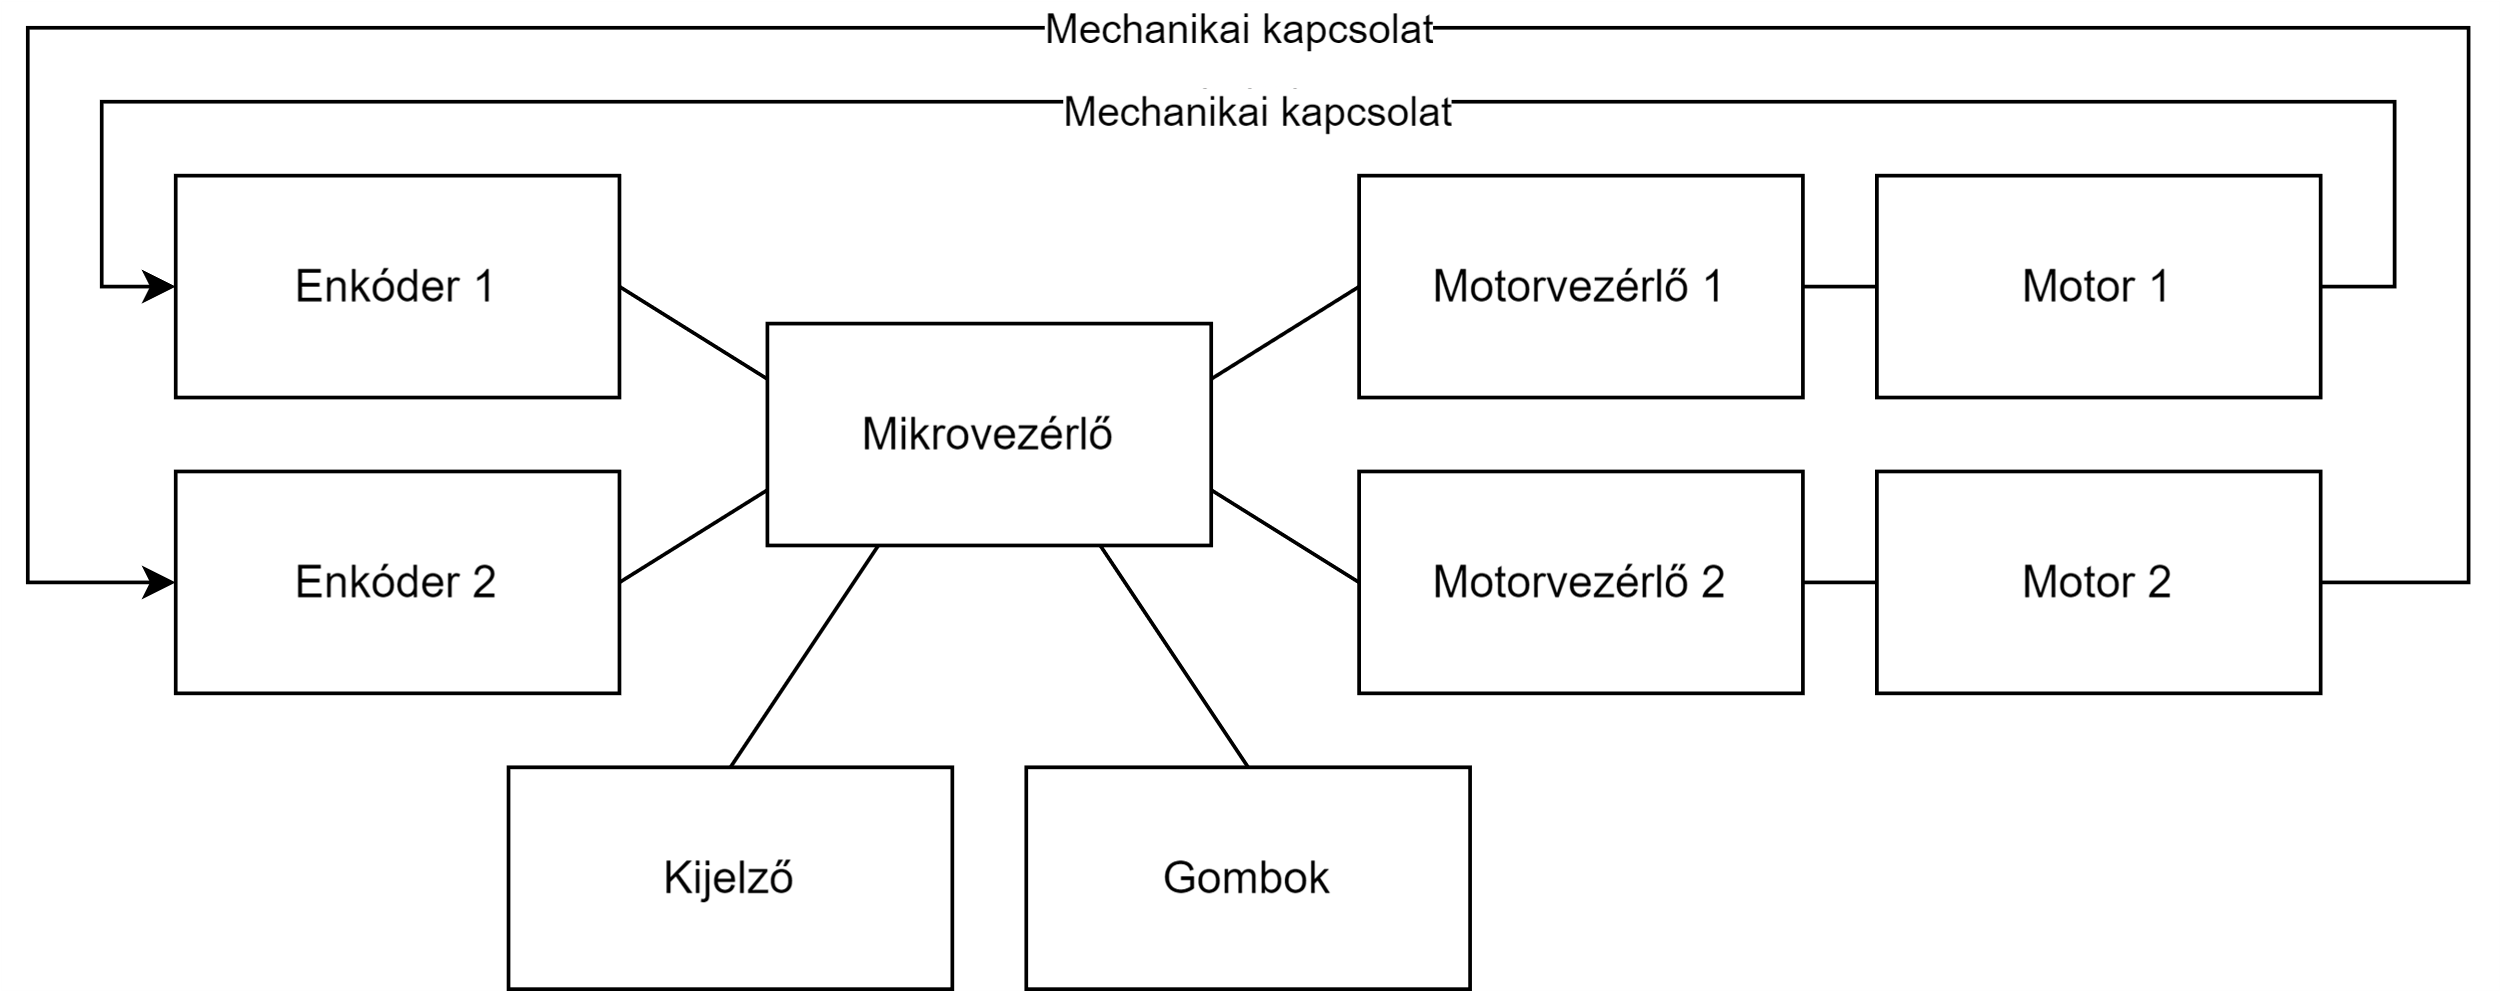 Mechanikai kapcsolat
Mechanikai kapcsolat
Enkóder 1
Motorvezérlő 1
Motor 1
Mikrovezérlő
Enkóder 2
Motorvezérlő 2
Motor 2
Kijelző
Gombok